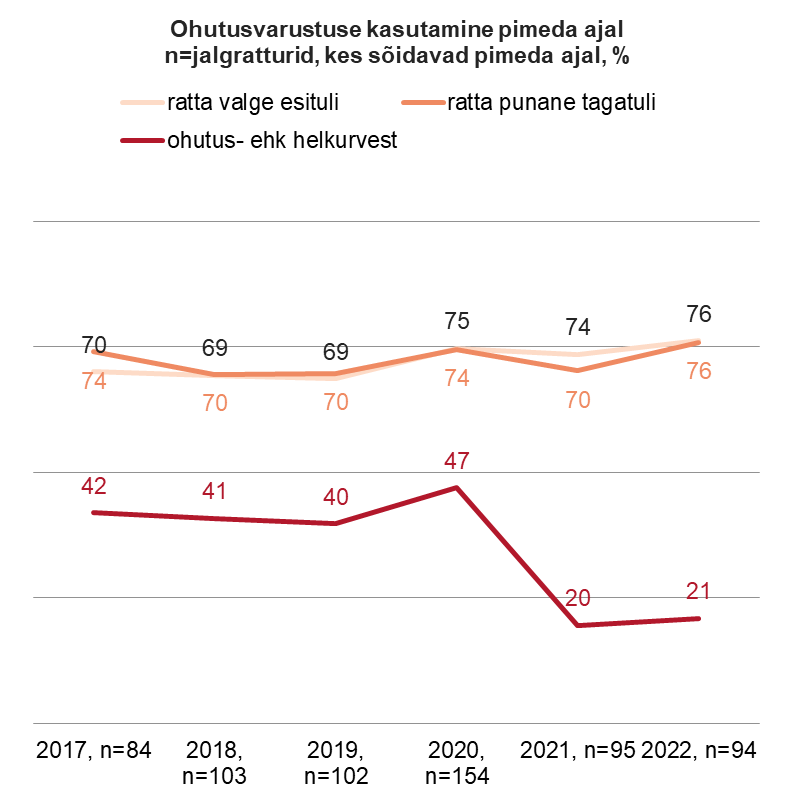 Ohutusvarustuse kasutamine pimeda ajal
n=jalgratturid, kes sõidavad pimeda ajal, %
ratta valge esituli
ratta punane tagatuli
ohutus- ehk helkurvest
70 69 69 75 74 76
74 70 70 74 70 76
42 41 40 47 20 21
2017, n=84 2018, 2019, 2020, 2021, n=95 2022, n=94
n=103 n=102 n=154